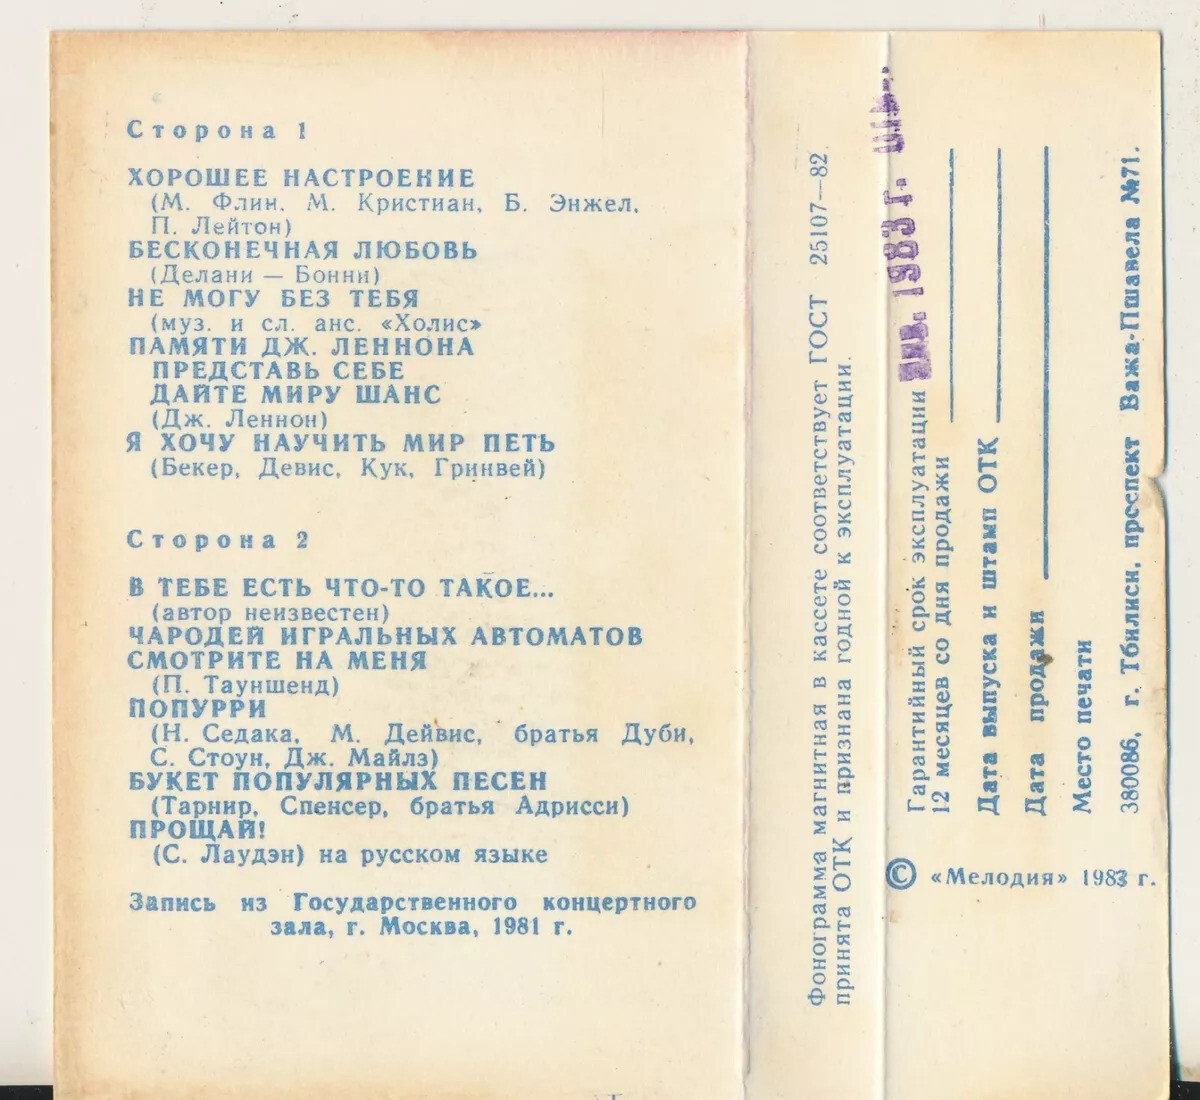 Сторона 1
ХОРОШЕЕ НАСТРОЕНИЕ
(М. Флин. М. Кристиан, Б. Энжел,
П. Лейтон)
БЕСКОНЕЧНАЯ ЛЮБОВЬ
(Делани — Бонни)
НЕ МОГУ БЕЗ ТЕБЯ
(муз. и сл. анс. «Холис»
ПАМЯТИ ДЖ. ЛЕННОНА
ПРЕДСТАВЬ СЕБЕ
ДАЙТЕ МИРУ ШАНС
(Дж. Леннон)
Я ХОЧУ НАУЧИТЬ МИР ПЕТЬ
(Бекер, Девис, Кук, Гринвей)
Сторона 2
В ТЕБЕ ЕСТЬ ЧТО-ТО ТАКОЕ...
(автор неизвестен)
ЧАРОДЕЙ ИГРАЛЬНЫХ АВТОМАТОВ
СМОТРИТЕ НА МЕНЯ
(П. Тауншенд)
ПОПУРРИ
(Н. Седака, М. Дейвис, братья Дуби,
С. Стоун, Дж. Майлз)
БУКЕТ ПОПУЛЯРНЫХ ПЕСЕН
(Тарнир, Спенсер, братья Адрисси)
ПРОЩАЙ!
(С. Лаудэн) на русском языке
Запись из Государственного концертного
зала, г. Москва, 1981 г.
Фонограмма магнитная в кассете соответствует ГОСТ 25107—82
принята ОТК и признана годной к эксплуатации.
Гарантийный срок эксплуатации
12 месяцев со дня продажи
Дата выпуска и штамп ОТК
Дата продажи
Место печати
380086, г. Тбилиси, проспект Важа-Пшавела №71.
1983 г.
© «Мелодия» 1983 г.